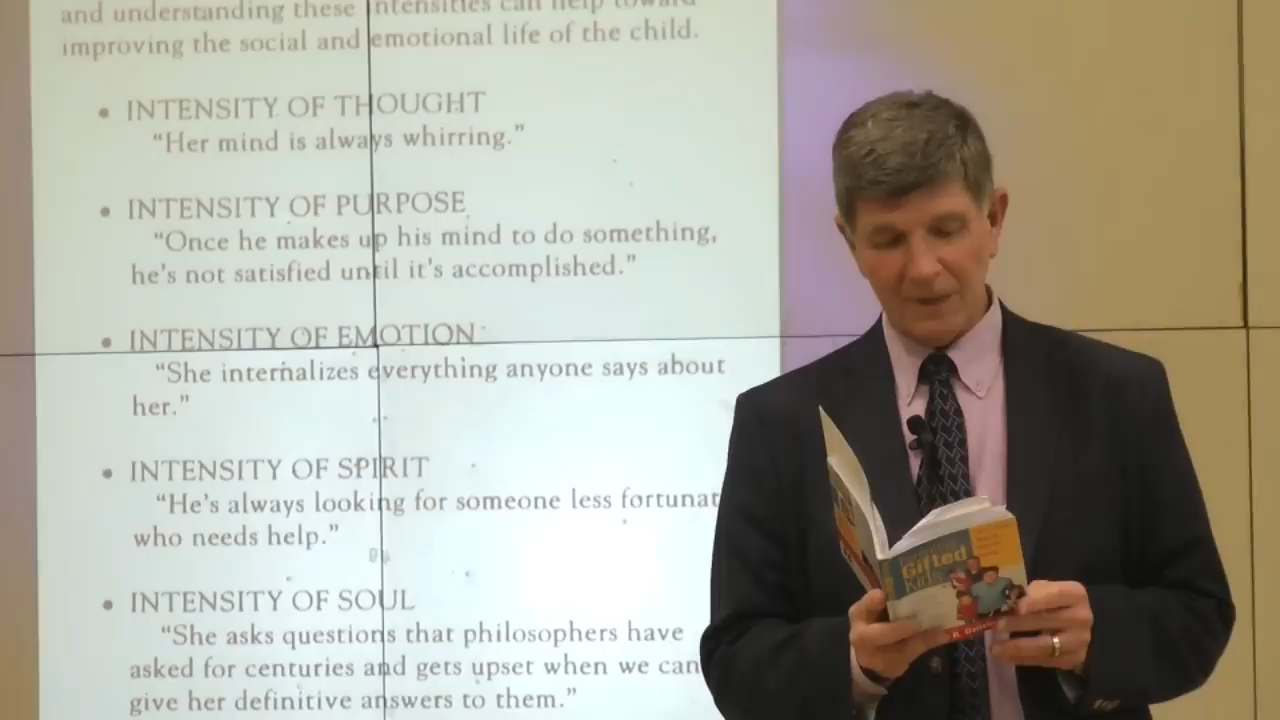 and understanding these intensities can help toward
improving the social and emotional life of the child.
• INTENSITY OF THOUGHT
“Her mind is always whirring.”
• INTENSITY OF PURPOSE
“Once he makes up his mind to do something,
he's not satisfied until it's accomplished.”
• INTENSITY OF EMOTION
“She internalizes everything anyone says about
her.”
• INTENSITY OF SPIRIT
“He's always looking for someone less fortunat
who needs help.”
• INTENSITY OF SOUL
“She asks questions that philosophers have
asked for centuries and gets upset when we can
give her definitive answers to them.”
Gifted
Kids